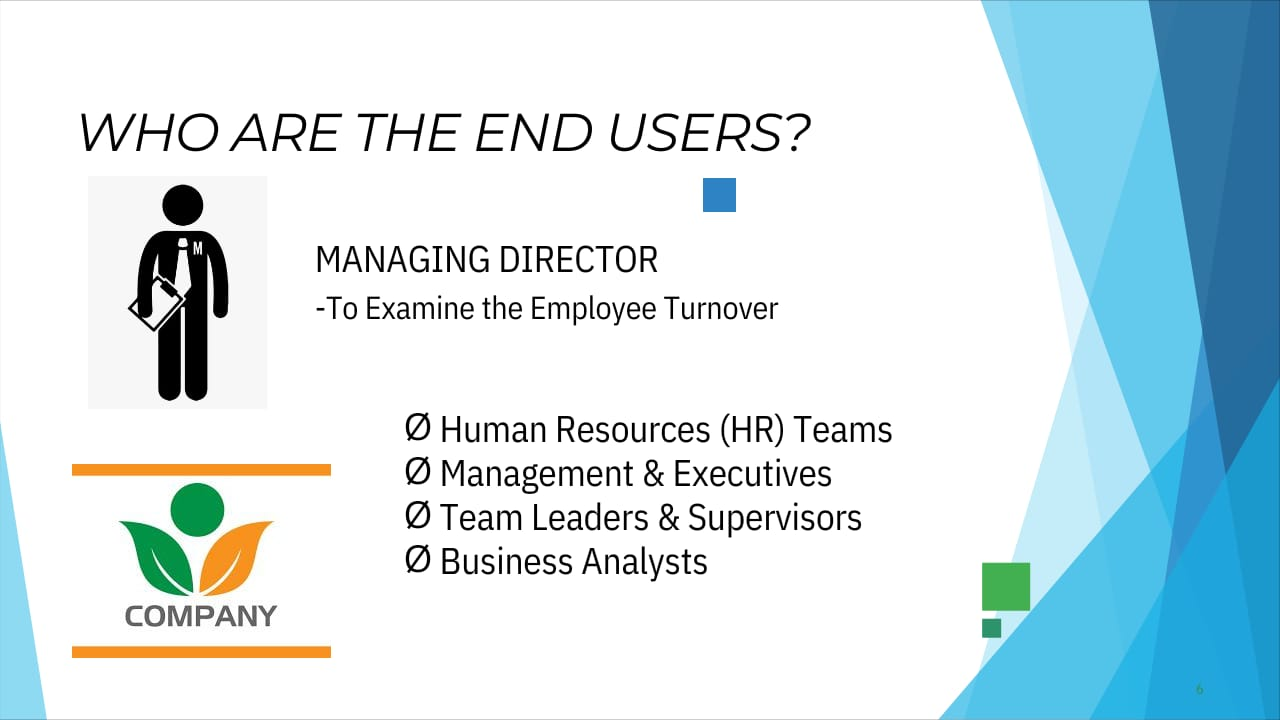 WHO ARE THE END USERS?
M
MANAGING DIRECTOR
-To Examine the Employee Turnover
Ø Human Resources (HR) Teams
Ø Management & Executives
Ø Team Leaders & Supervisors
Ø Business Analysts
COMPANY
6